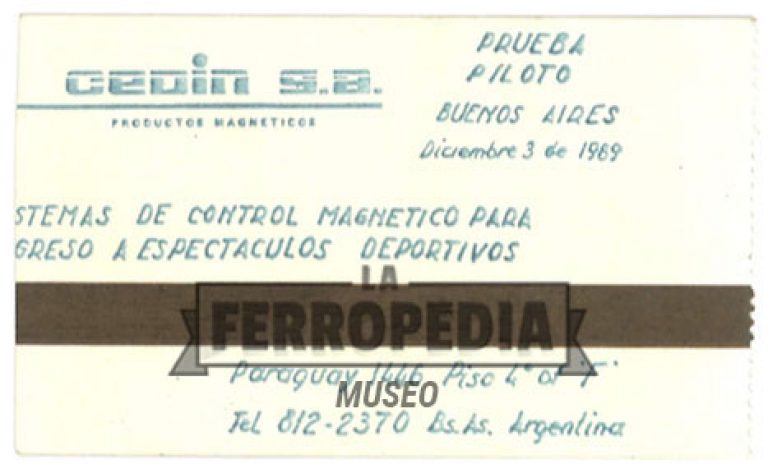 CEDIN S.A.
PRODUCTOS MAGNETICOS
PRUEBA
PILOTO
BUENOS AIRES
Diciembre 3 de 1989
STEMAS DE CONTROL MAGNETICO PARA
GRESO A ESPECTACULOS DEPORTIVOS
LA
FERROPEDIA
MUSEO
Paraguay 1446 Piso 4°
Tel 812-2370 Bs.As. Argentina